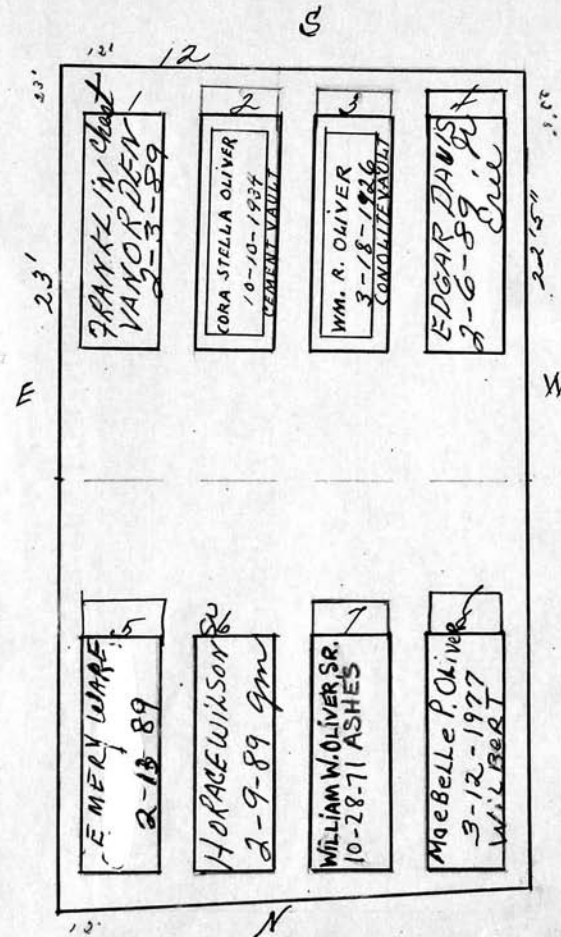 S
12'
12
23'
23'
E
W
22'5"
1
FRANKLIN Chest
VANORDEN
2-3-89
2
CORA STELLA OLIVER
10-10-1934
CEMENT VAULT
3
WM. R. OLIVER
3-18-1926
CONOLITE VAULT
4
EDGAR DAVIS
2-6-89
5
EMERY WARE
2-13 89
6
HORACE WILSON
2-9-89 gm
7
WILLIAM W. OLIVER, SR.
10-28-71 ASHES
MaeBelle P. Oliver
3-12-1977
WILBERT
12'
N